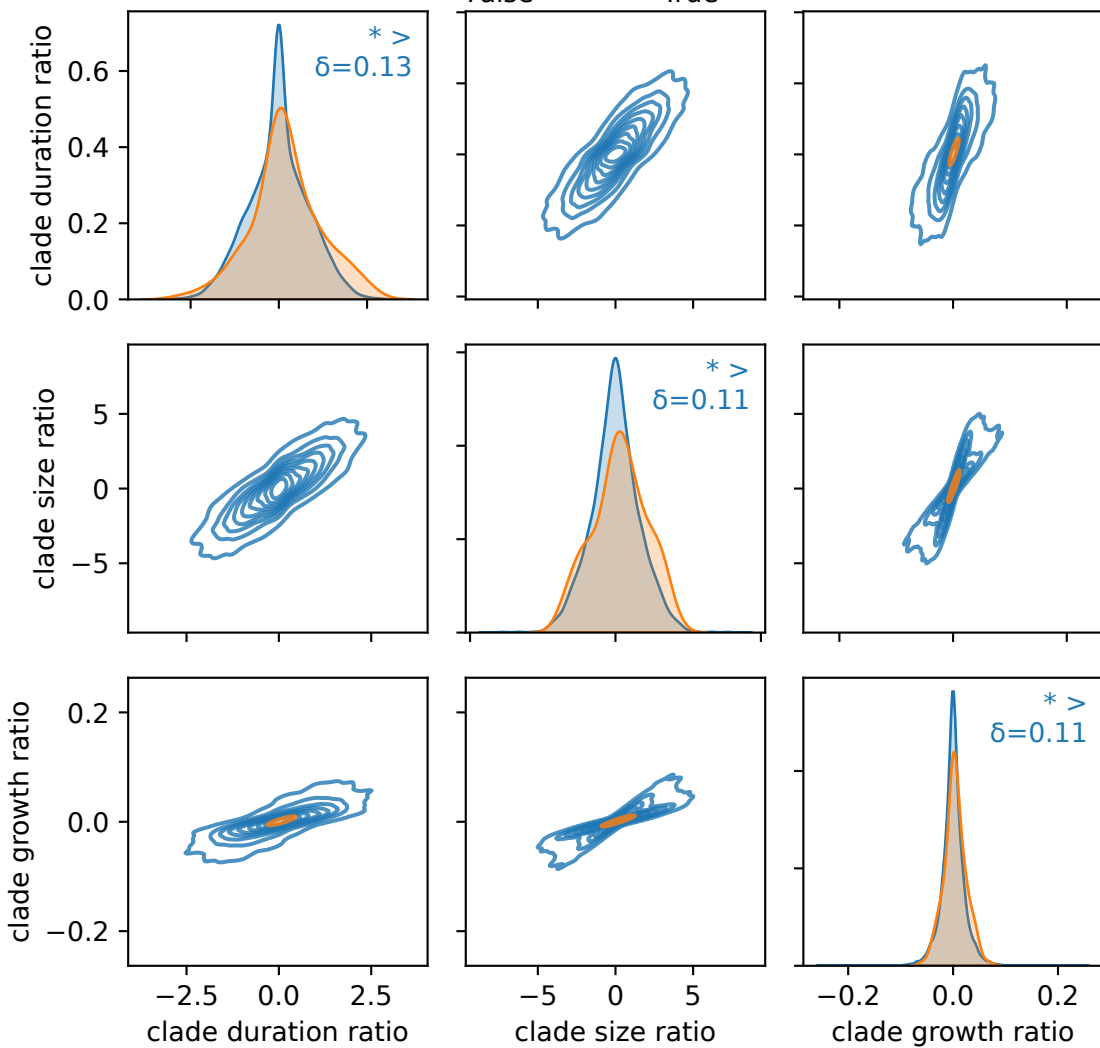 * >
δ=0.13
clade duration ratio
0.6
0.4
0.2
0.0
* >
δ=0.11
clade size ratio
5
0
−5
* >
δ=0.11
clade growth ratio
0.2
0.0
−0.2
−2.5 0.0 2.5 −5 0 5 −0.2 0.0 0.2
clade duration ratio clade size ratio clade growth ratio